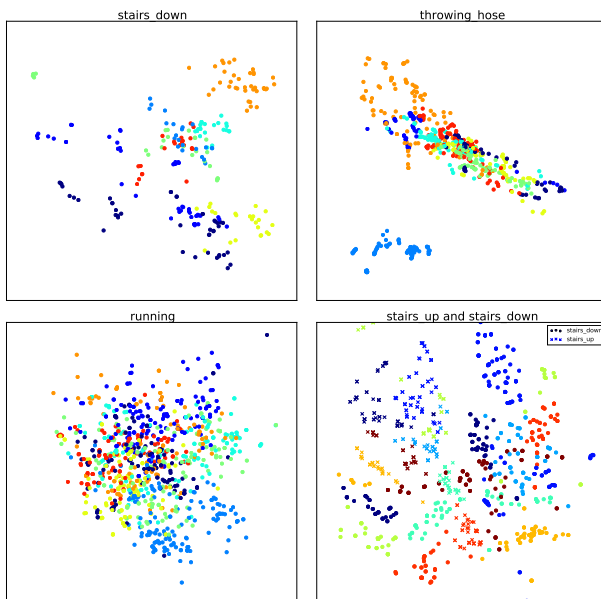 stairs_down
throwing_hose
running
stairs_up and stairs_down
stairs_down
stairs_up